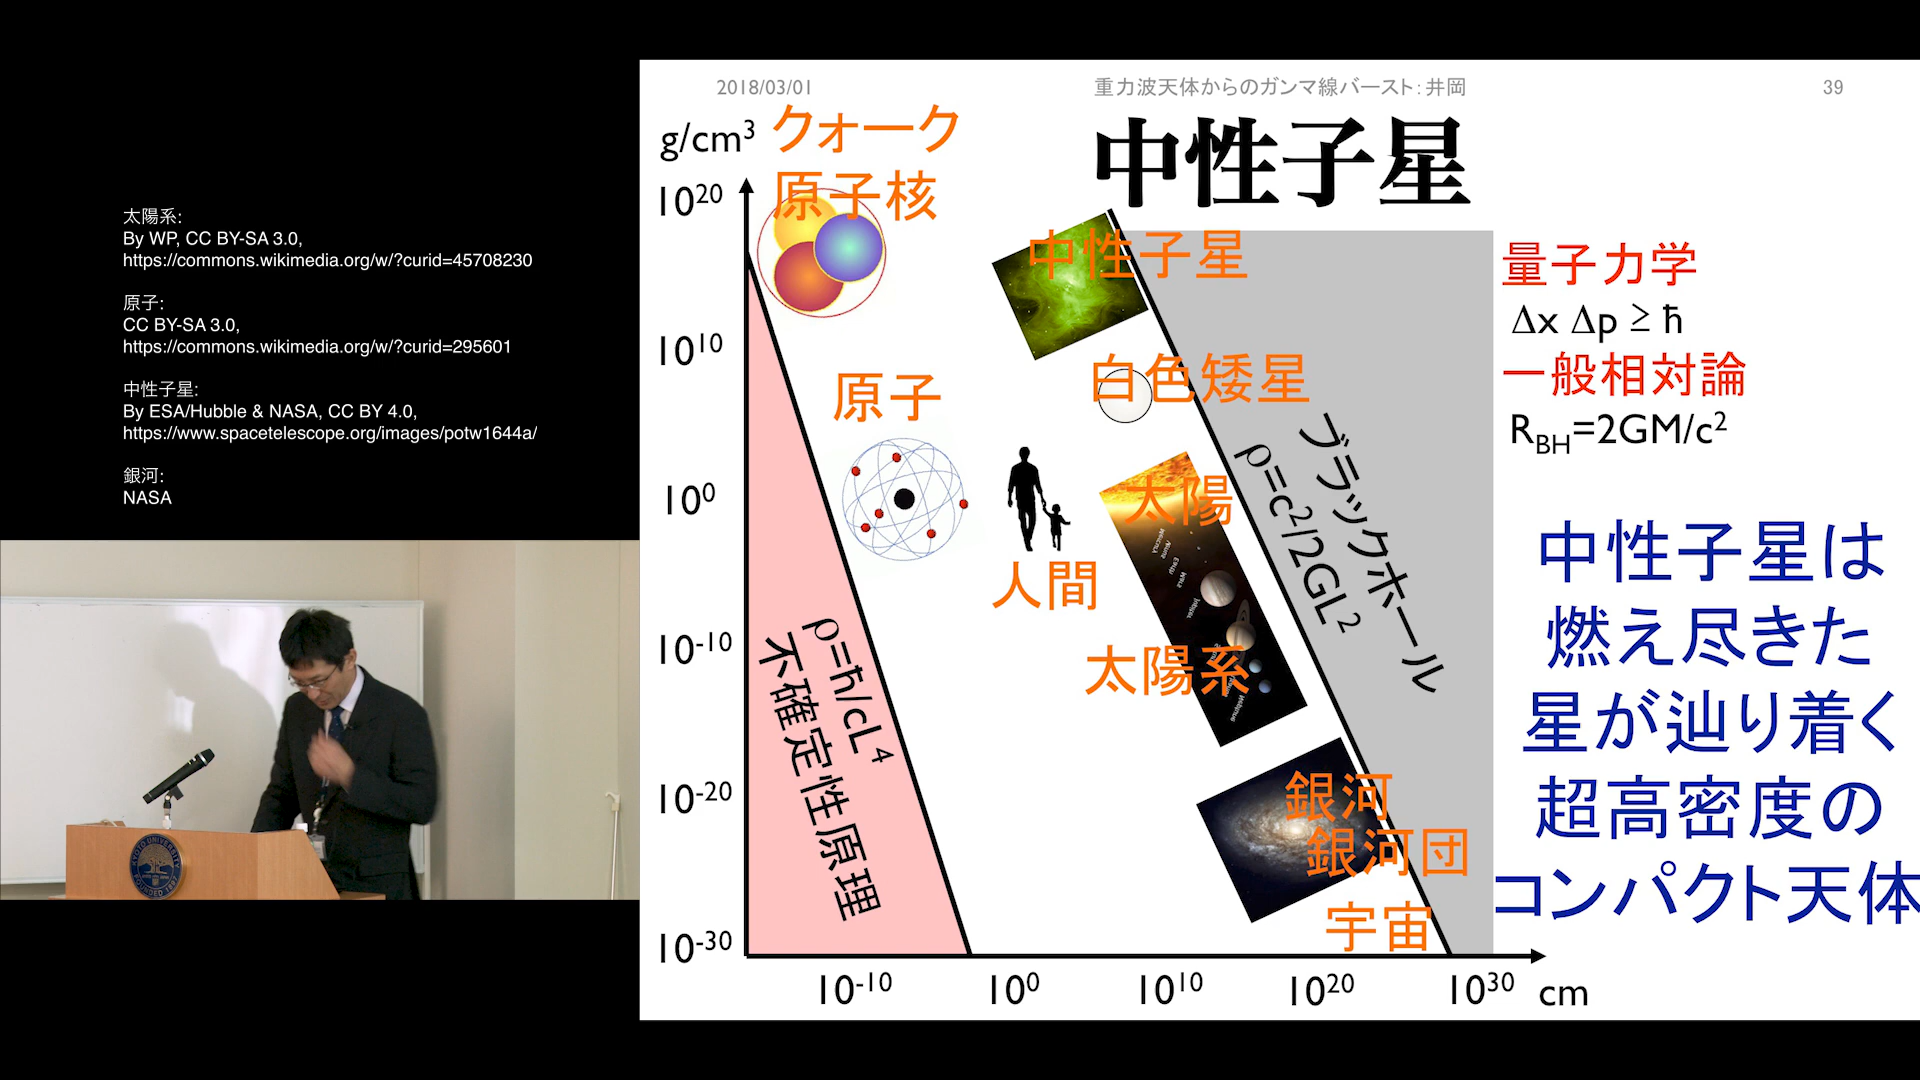 太陽系:
By WP, CC BY-SA 3.0,
https://commons.wikimedia.org/w/?curid=45708230
原子:
CC BY-SA 3.0,
https://commons.wikimedia.org/w/?curid=295601
中性子星:
By ESA/Hubble & NASA, CC BY 4.0,
https://www.spacetelescope.org/images/potw1644a/
銀河:
NASA
2018/03/01
重力波天体からのガンマ線バースト: 井岡
39
中性子星
g/cm³
クォーク
原子核
中性子星
白色矮星
原子
人間
太陽
太陽系
銀河
銀河団
宇宙
10²⁰
10¹⁰
10⁰
10⁻¹⁰
10⁻²⁰
10⁻³⁰
10⁻¹⁰
10⁰
10¹⁰
10²⁰
10³⁰
cm
ρ=ħ/cL⁴
不確定性原理
ブラックホール
ρ=c²/2GL²
量子力学
Δx Δp ≥ ħ
一般相対論
R_BH=2GM/c²
中性子星は
燃え尽きた
星が辿り着く
超高密度の
コンパクト天体
KYOTO UNIVERSITY
FOUNDED 1897